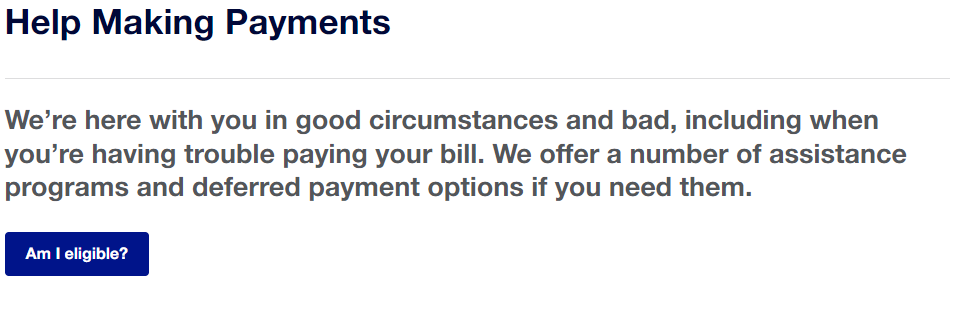 Help Making Payments
We’re here with you in good circumstances and bad, including when
you’re having trouble paying your bill. We offer a number of assistance
programs and deferred payment options if you need them.
Am I eligible?